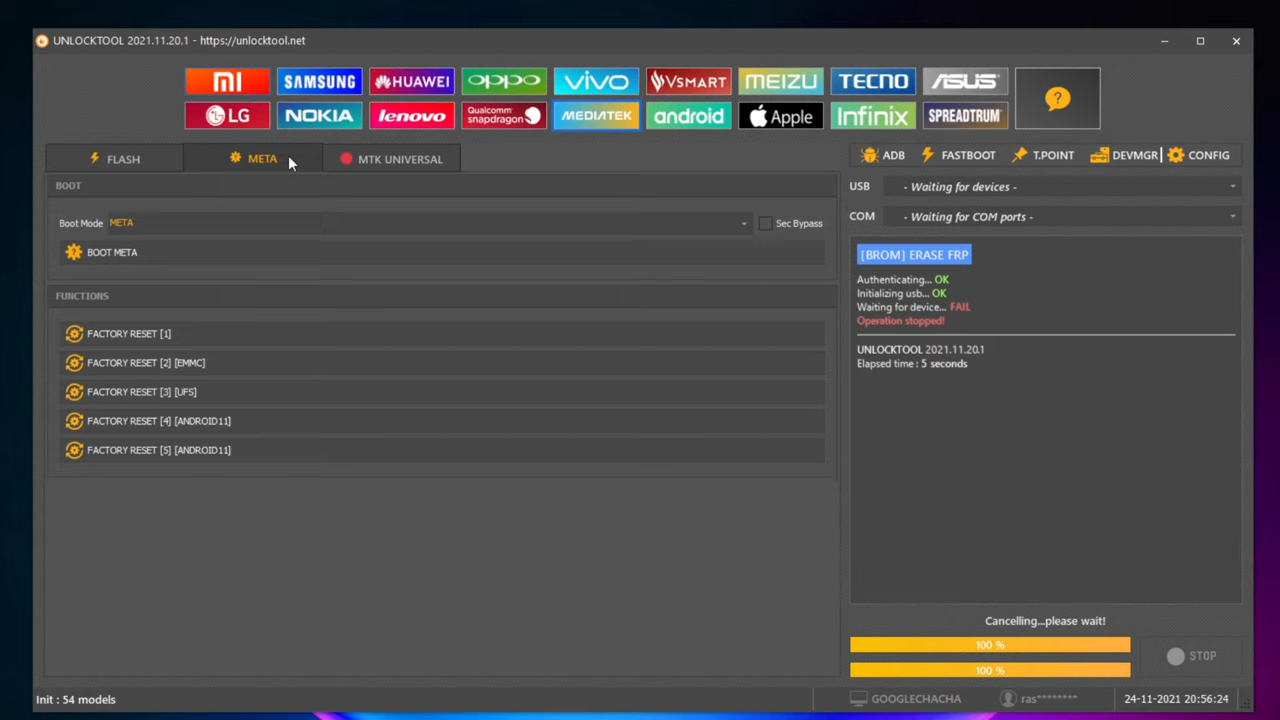 UNLOCKTOOL 2021.11.20.1 - https://unlocktool.net
MI SAMSUNG HUAWEI OPPO VIVO VSMART MEIZU TECNO ASUS
LG NOKIA lenovo Qualcomm snapdragon MEDIATEK android Apple Infinix SPREADTRUM ?
FLASH META MTK UNIVERSAL
ADB FASTBOOT T.POINT DEVMGR CONFIG
BOOT
Boot Mode META Sec Bypass
BOOT META
FUNCTIONS
FACTORY RESET [1]
FACTORY RESET [2] [EMMC]
FACTORY RESET [3] [UFS]
FACTORY RESET [4] [ANDROID11]
FACTORY RESET [5] [ANDROID11]
USB - Waiting for devices -
COM - Waiting for COM ports -
[BROM] ERASE FRP
Authenticating... OK
Initializing usb... OK
Waiting for device... FAIL
Operation stopped!
UNLOCKTOOL 2021.11.20.1
Elapsed time : 5 seconds
Cancelling...please wait!
100 %
100 %
STOP
Init : 54 models
GOOGLECHACHA ras******** 24-11-2021 20:56:24